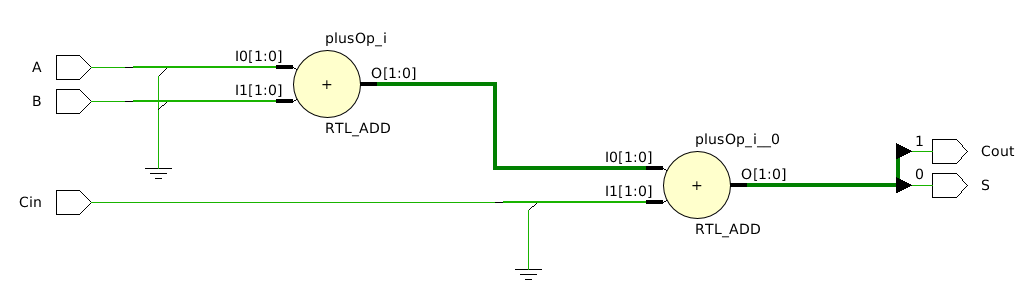 plusOp_i
A
I0[1:0]
+
O[1:0]
B
I1[1:0]
RTL_ADD
plusOp_i__0
I0[1:0]
+
O[1:0]
1
Cout
0
S
Cin
I1[1:0]
RTL_ADD